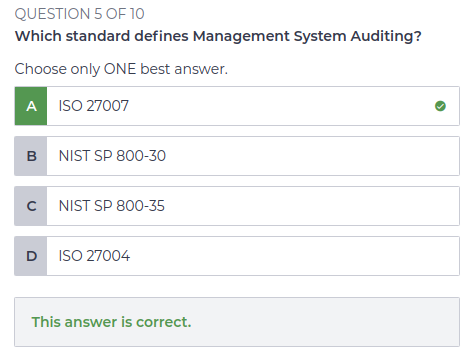 QUESTION 5 OF 10
Which standard defines Management System Auditing?
Choose only ONE best answer.
A ISO 27007
B NIST SP 800-30
C NIST SP 800-35
D ISO 27004
This answer is correct.